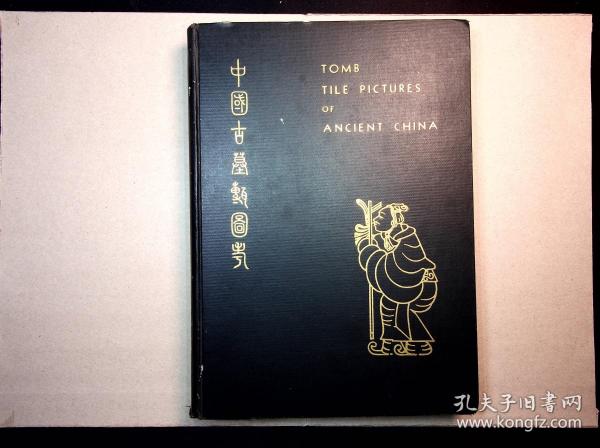 中國古墓甎圖考
TOMB
TILE PICTURES
OF
ANCIENT CHINA
孔夫子旧书网
www.kongfz.com